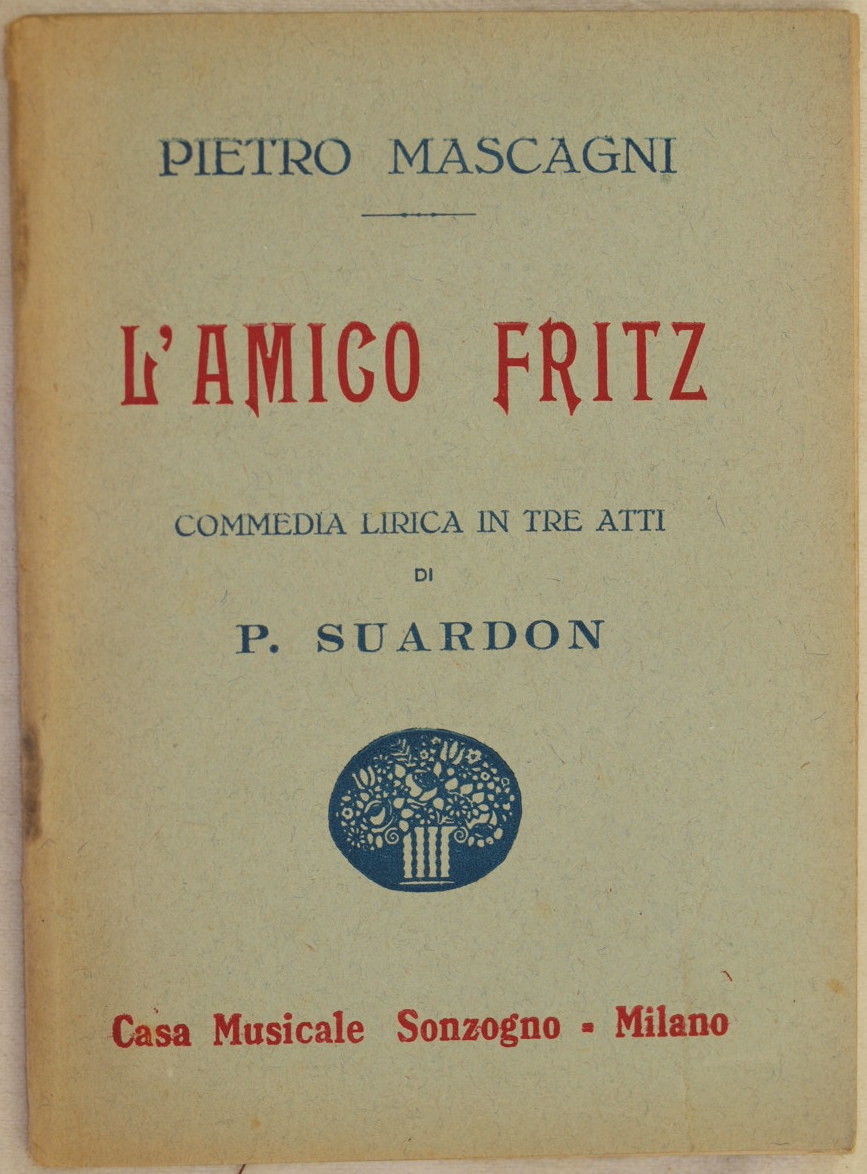 PIETRO MASCAGNI
L'AMICO FRITZ
COMMEDIA LIRICA IN TRE ATTI
DI
P. SUARDON
Casa Musicale Sonzogno - Milano